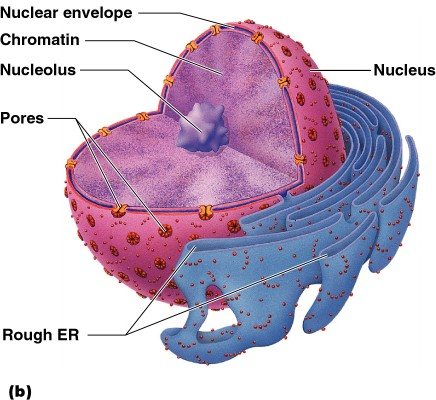 Nuclear envelope
Chromatin
Nucleolus
Nucleus
Pores
Rough ER
(b)